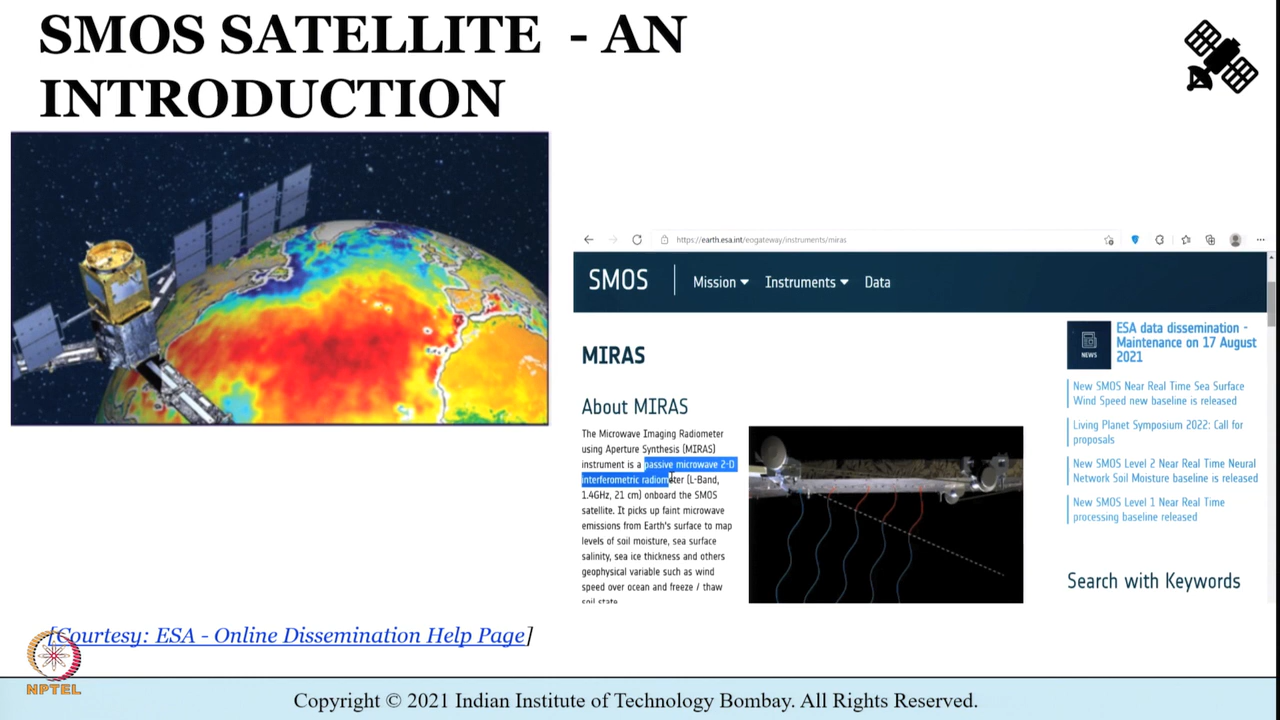 SMOS SATELLITE - AN
INTRODUCTION
https://earth.esa.int/eogateway/instruments/miras
SMOS
Mission
Instruments
Data
MIRAS
About MIRAS
The Microwave Imaging Radiometer
using Aperture Synthesis (MIRAS)
instrument is a passive microwave 2-D
interferometric radiometer (L-Band,
1.4GHz, 21 cm) onboard the SMOS
satellite. It picks up faint microwave
emissions from Earth's surface to map
levels of soil moisture, sea surface
salinity, sea ice thickness and others
geophysical variable such as wind
speed over ocean and freeze / thaw
soil state.
NEWS
ESA data dissemination -
Maintenance on 17 August
2021
New SMOS Near Real Time Sea Surface
Wind Speed new baseline is released
Living Planet Symposium 2022: Call for
proposals
New SMOS Level 2 Near Real Time Neural
Network Soil Moisture baseline is released
New SMOS Level 1 Near Real Time
processing baseline released
Search with Keywords
[Courtesy: ESA - Online Dissemination Help Page]
NPTEL
Copyright © 2021 Indian Institute of Technology Bombay. All Rights Reserved.